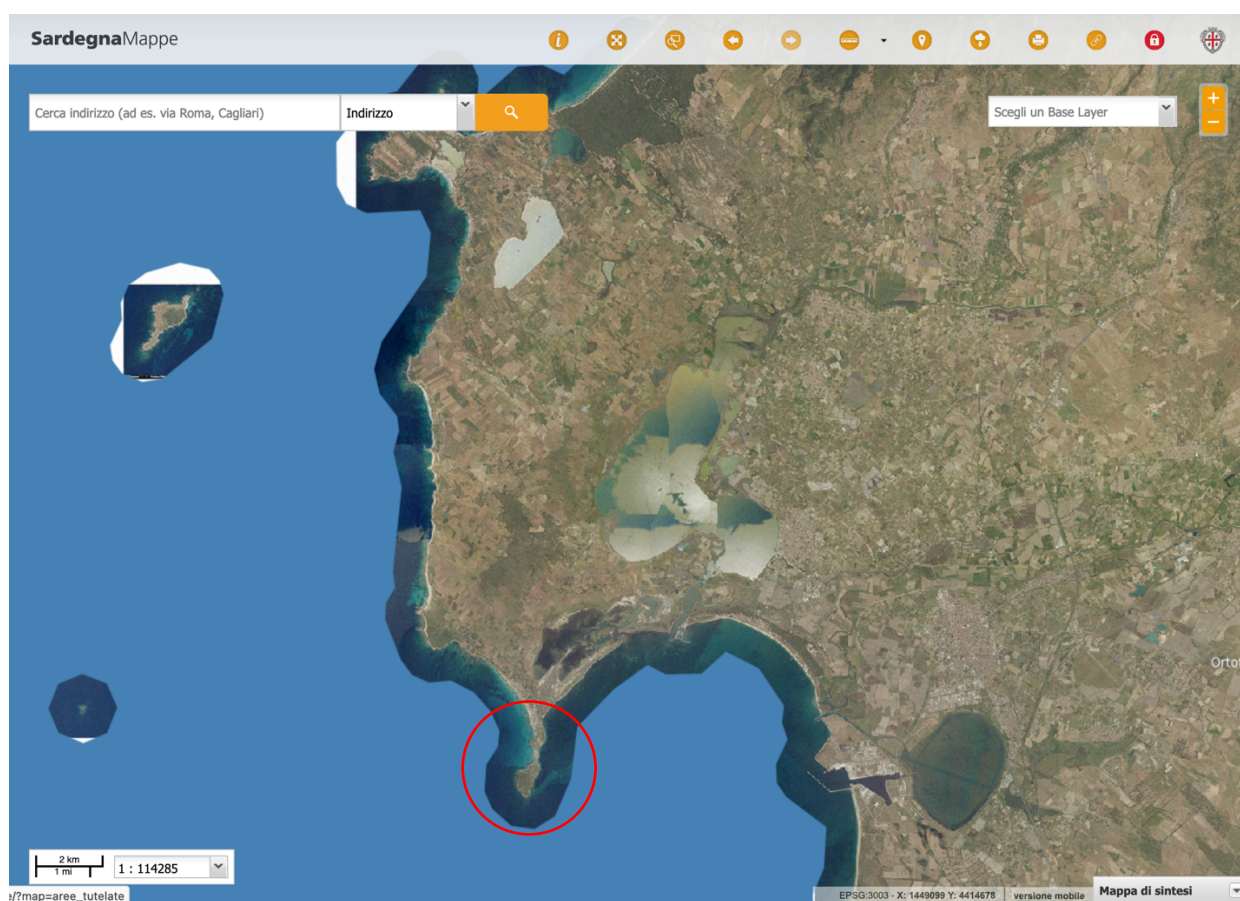 SardegnaMappe
Cerca indirizzo (ad es. via Roma, Cagliari)
Indirizzo
Scegli un Base Layer
+
−
2 km
1 mi
1 : 114285
e/?map=aree_tutelate
EPSG:3003 - X: 1449099 Y: 4414678
versione mobile
Mappa di sintesi